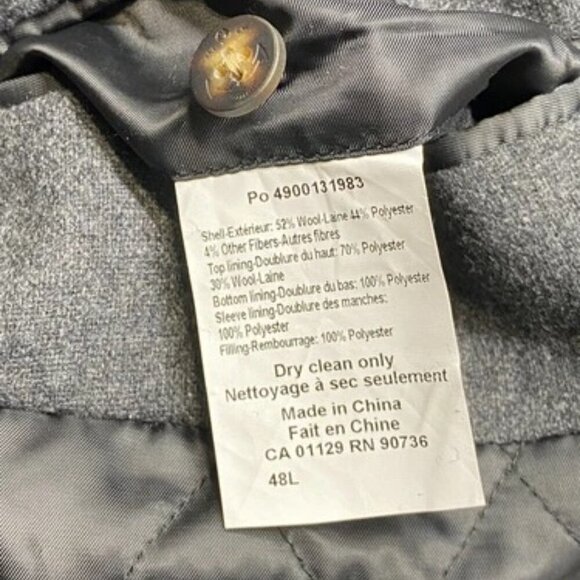 Po 4900131983
Shell-Extérieur: 52% Wool-Laine 44% Polyester
4% Other Fibers-Autres fibres
Top lining-Doublure du haut: 70% Polyester
30% Wool-Laine
Bottom lining-Doublure du bas: 100% Polyester
Sleeve lining-Doublure des manches:
100% Polyester
Filling-Rembourrage: 100% Polyester
Dry clean only
Nettoyage à sec seulement
Made in China
Fait en Chine
CA 01129 RN 90736
48L